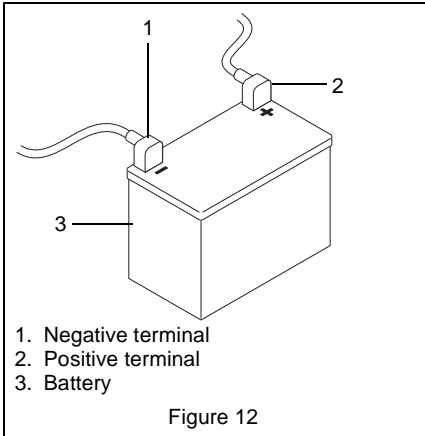 1
2
+
−
3
1. Negative terminal
2. Positive terminal
3. Battery
Figure 12